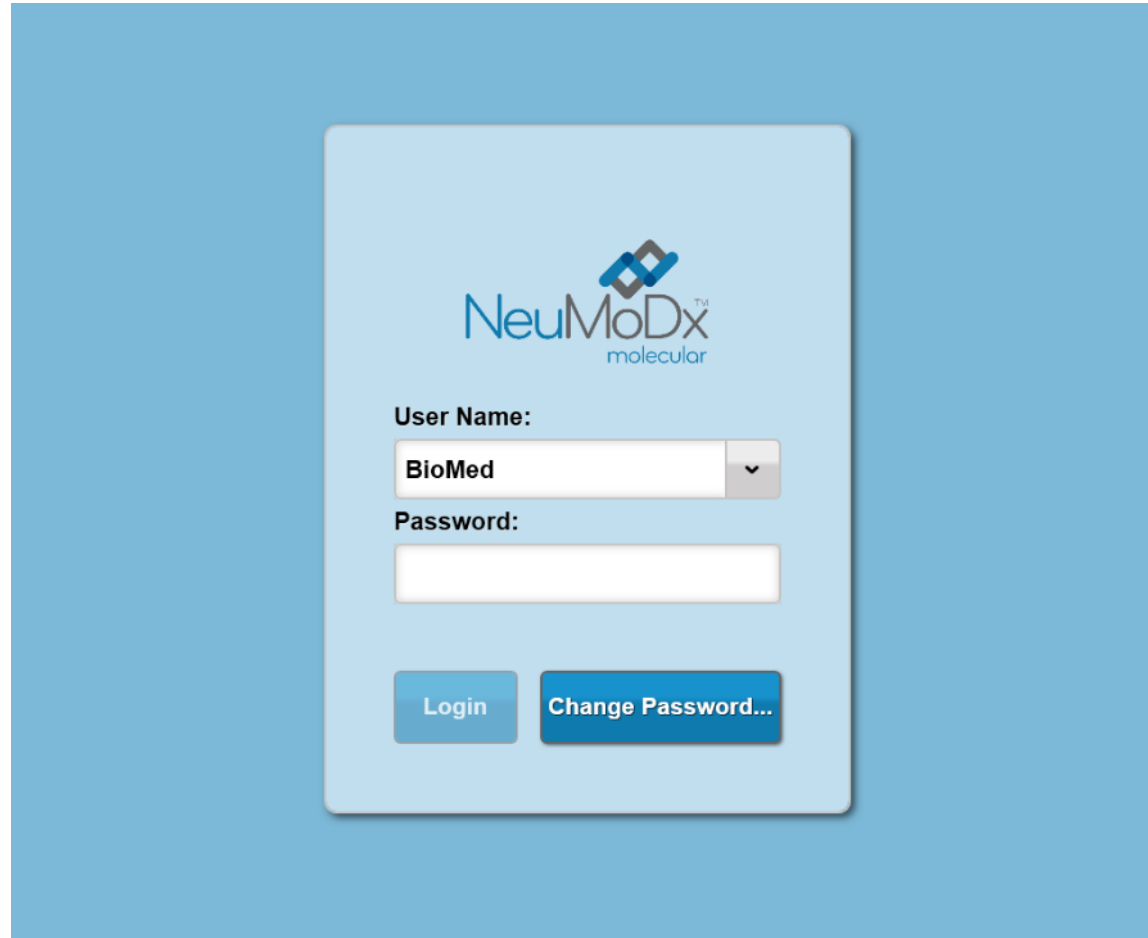 NeuMoDx™
molecular
User Name:
BioMed
Password:
Login
Change Password...